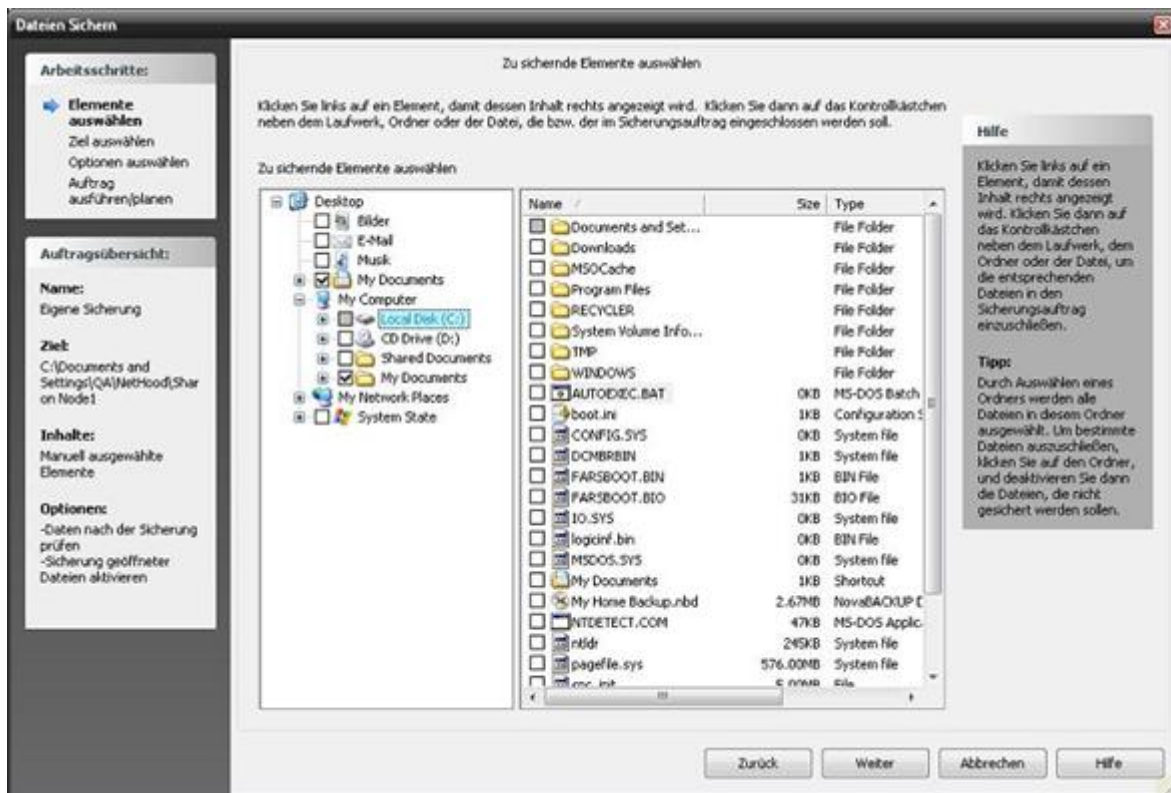 Dateien Sichern
Arbeitsschritte:
Elemente
auswählen
Ziel auswählen
Optionen auswählen
Auftrag
ausführen/planen
Auftragsübersicht:
Name:
Eigene Sicherung
Ziel:
C:\Documents and
Settings\QA\NetHood\Shar
on Node1
Inhalte:
Manuell ausgewählte
Elemente
Optionen:
-Daten nach der Sicherung
prüfen
-Sicherung geöffneter
Dateien aktivieren
Zu sichernde Elemente auswählen
Klicken Sie links auf ein Element, damit dessen Inhalt rechts angezeigt wird. Klicken Sie dann auf das Kontrollkästchen
neben dem Laufwerk, Ordner oder der Datei, die bzw. der im Sicherungsauftrag eingeschlossen werden soll.
Zu sichernde Elemente auswählen
Desktop
Bilder
E-Mail
Musik
My Documents
My Computer
Local Disk (C:)
CD Drive (D:)
Shared Documents
My Documents
My Network Places
System State
Name Size Type
Documents and Set... File Folder
Downloads File Folder
MSOCache File Folder
Program Files File Folder
RECYCLER File Folder
System Volume Info... File Folder
TMP File Folder
WINDOWS File Folder
AUTOEXEC.BAT 0KB MS-DOS Batch
boot.ini 1KB Configuration S
CONFIG.SYS 0KB System file
DCMBRBIN 1KB System file
FARSBOOT.BIN 1KB BIN File
FARSBOOT.BIO 31KB BIO File
IO.SYS 0KB System file
logicinf.bin 0KB BIN File
MSDOS.SYS 0KB System file
My Documents 1KB Shortcut
My Home Backup.nbd 2.67MB NovaBACKUP D
NTDETECT.COM 47KB MS-DOS Applic
ntldr 245KB System file
pagefile.sys 576.00MB System file
Hilfe
Klicken Sie links auf ein
Element, damit dessen
Inhalt rechts angezeigt
wird. Klicken Sie dann auf
das Kontrollkästchen
neben dem Laufwerk, dem
Ordner oder der Datei, um
die entsprechenden
Dateien in den
Sicherungsauftrag
einzuschließen.
Tipp:
Durch Auswählen eines
Ordners werden alle
Dateien in diesem Ordner
ausgewählt. Um bestimmte
Dateien auszuschließen,
klicken Sie auf den Ordner,
und deaktivieren Sie dann
die Dateien, die nicht
gesichert werden sollen.
Zurück
Weiter
Abbrechen
Hilfe